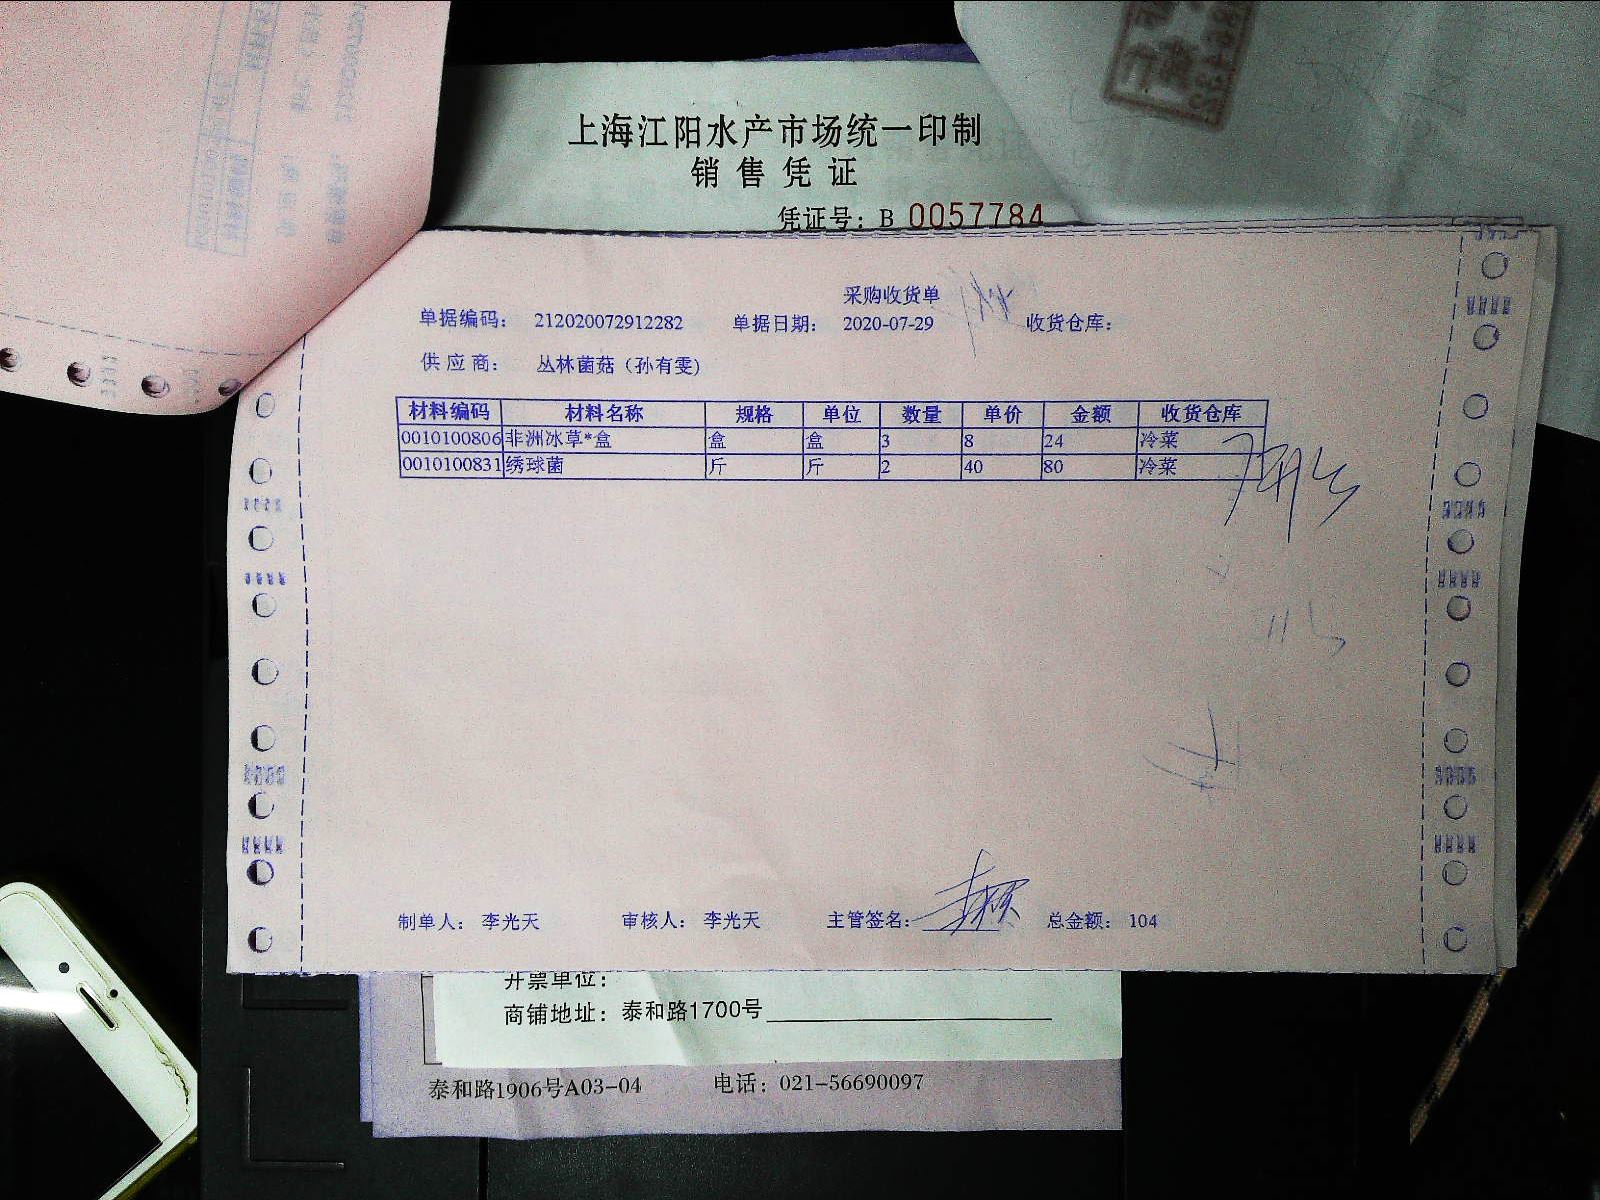 上海江阳水产市场统一印制
销售凭证
凭证号：B 0057784
采购收货单
单据编码： 212020072912282 单据日期： 2020-07-29 收货仓库：
供应商： 丛林菌菇（孙有雯）
材料编码 材料名称 规格 单位 数量 单价 金额 收货仓库
0010100806 非洲冰草*盒 盒 盒 3 8 24 冷菜
0010100831 绣球菌 斤 斤 2 40 80 冷菜
制单人： 李光天 审核人： 李光天 主管签名： 总金额： 104
开票单位：
商铺地址：泰和路1700号
泰和路1906号A03-04 电话：021-56690097